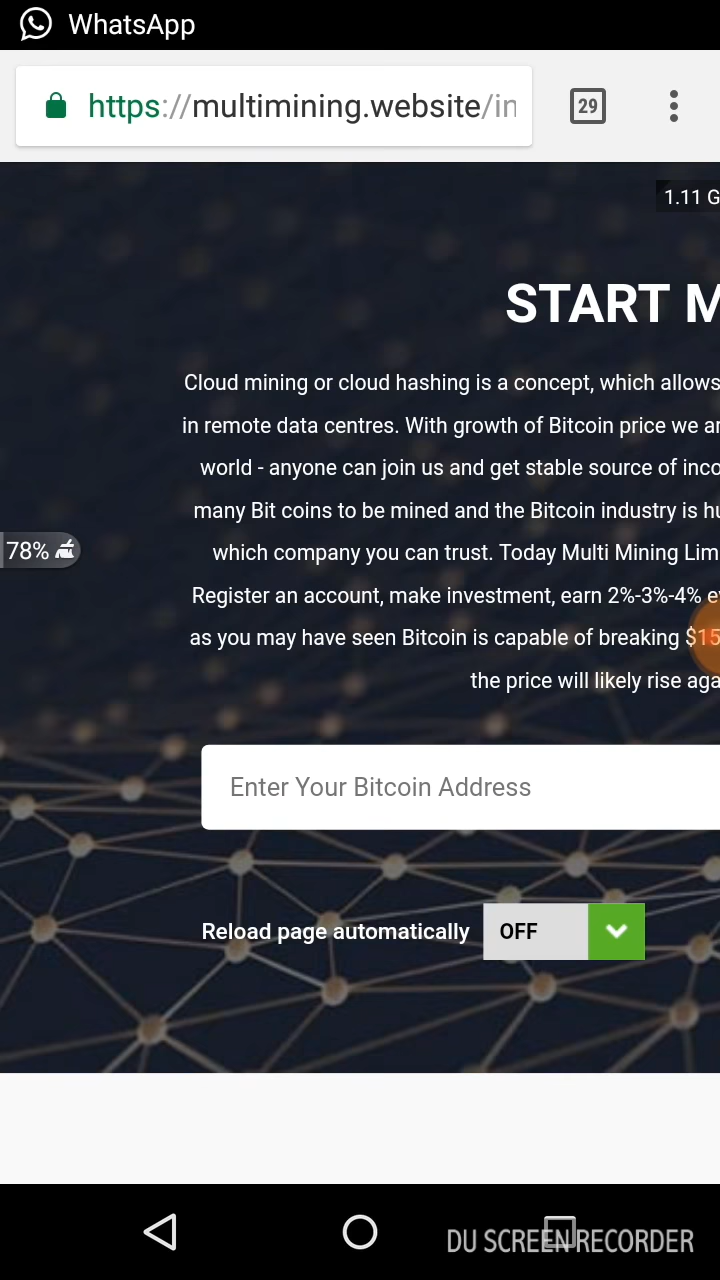 WhatsApp
https://multimining.website/in
29
1.11 G
START M
Cloud mining or cloud hashing is a concept, which allows
in remote data centres. With growth of Bitcoin price we ar
world - anyone can join us and get stable source of inco
many Bit coins to be mined and the Bitcoin industry is hu
78%
which company you can trust. Today Multi Mining Lim
Register an account, make investment, earn 2%-3%-4% ev
as you may have seen Bitcoin is capable of breaking $15
the price will likely rise aga
Enter Your Bitcoin Address
Reload page automatically OFF
DU SCREEN RECORDER